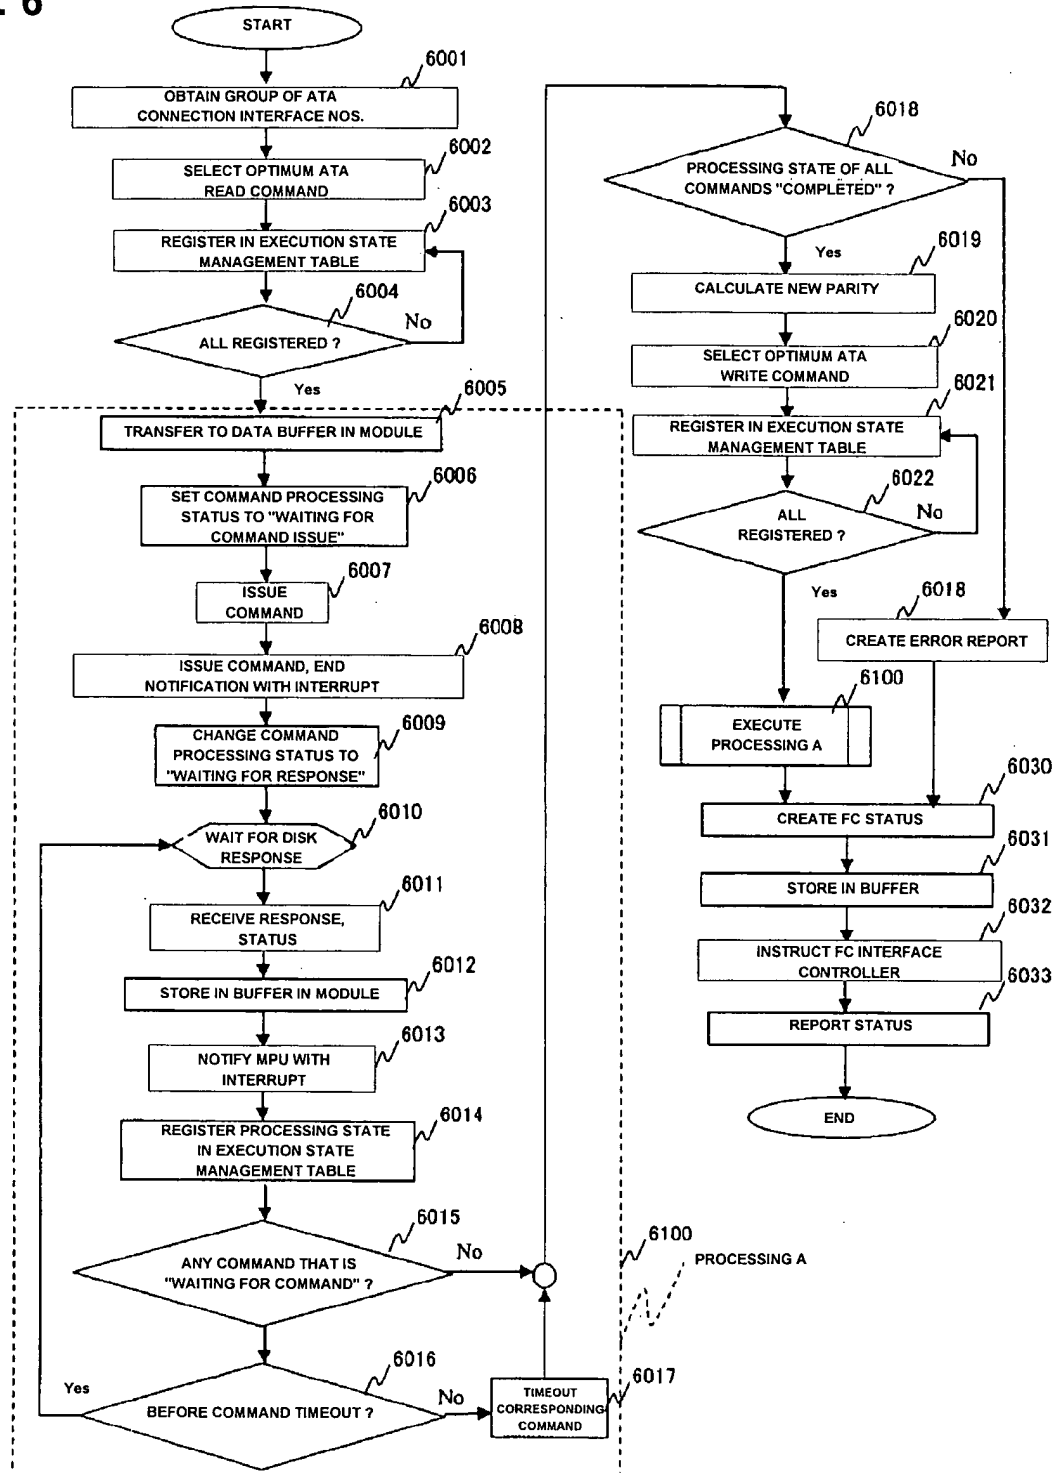 6
START
6001
OBTAIN GROUP OF ATA
CONNECTION INTERFACE NOS.
6002
SELECT OPTIMUM ATA
READ COMMAND
6003
REGISTER IN EXECUTION STATE
MANAGEMENT TABLE
6004
ALL REGISTERED ?
No
Yes
6005
TRANSFER TO DATA BUFFER IN MODULE
6006
SET COMMAND PROCESSING
STATUS TO "WAITING FOR
COMMAND ISSUE"
6007
ISSUE
COMMAND
6008
ISSUE COMMAND, END
NOTIFICATION WITH INTERRUPT
6009
CHANGE COMMAND
PROCESSING STATUS TO
"WAITING FOR RESPONSE"
6010
WAIT FOR DISK
RESPONSE
6011
RECEIVE RESPONSE,
STATUS
6012
STORE IN BUFFER IN MODULE
6013
NOTIFY MPU WITH
INTERRUPT
6014
REGISTER PROCESSING STATE
IN EXECUTION STATE
MANAGEMENT TABLE
6015
ANY COMMAND THAT IS
"WAITING FOR COMMAND" ?
No
6016
BEFORE COMMAND TIMEOUT ?
Yes
No
6017
TIMEOUT
CORRESPONDING
COMMAND
6100
PROCESSING A
6018
PROCESSING STATE OF ALL
COMMANDS "COMPLETED" ?
No
Yes
6019
CALCULATE NEW PARITY
6020
SELECT OPTIMUM ATA
WRITE COMMAND
6021
REGISTER IN EXECUTION STATE
MANAGEMENT TABLE
6022
ALL
REGISTERED ?
No
Yes
6018
CREATE ERROR REPORT
6100
EXECUTE
PROCESSING A
6030
CREATE FC STATUS
6031
STORE IN BUFFER
6032
INSTRUCT FC INTERFACE
CONTROLLER
6033
REPORT STATUS
END